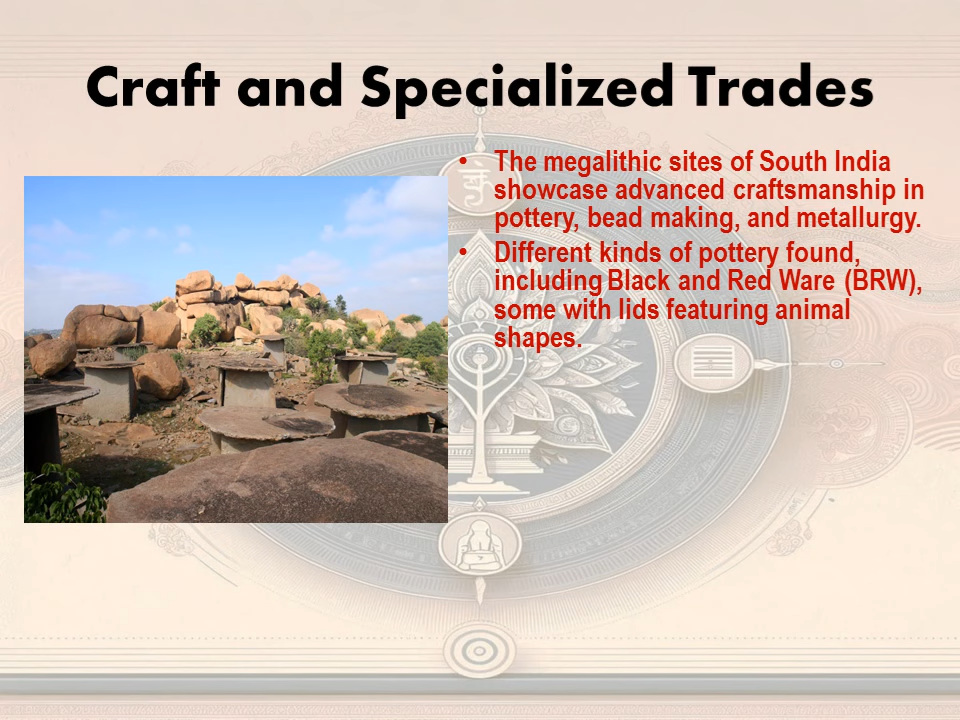 Craft and Specialized Trades
• The megalithic sites of South India
showcase advanced craftsmanship in
pottery, bead making, and metallurgy.
• Different kinds of pottery found,
including Black and Red Ware (BRW),
some with lids featuring animal
shapes.